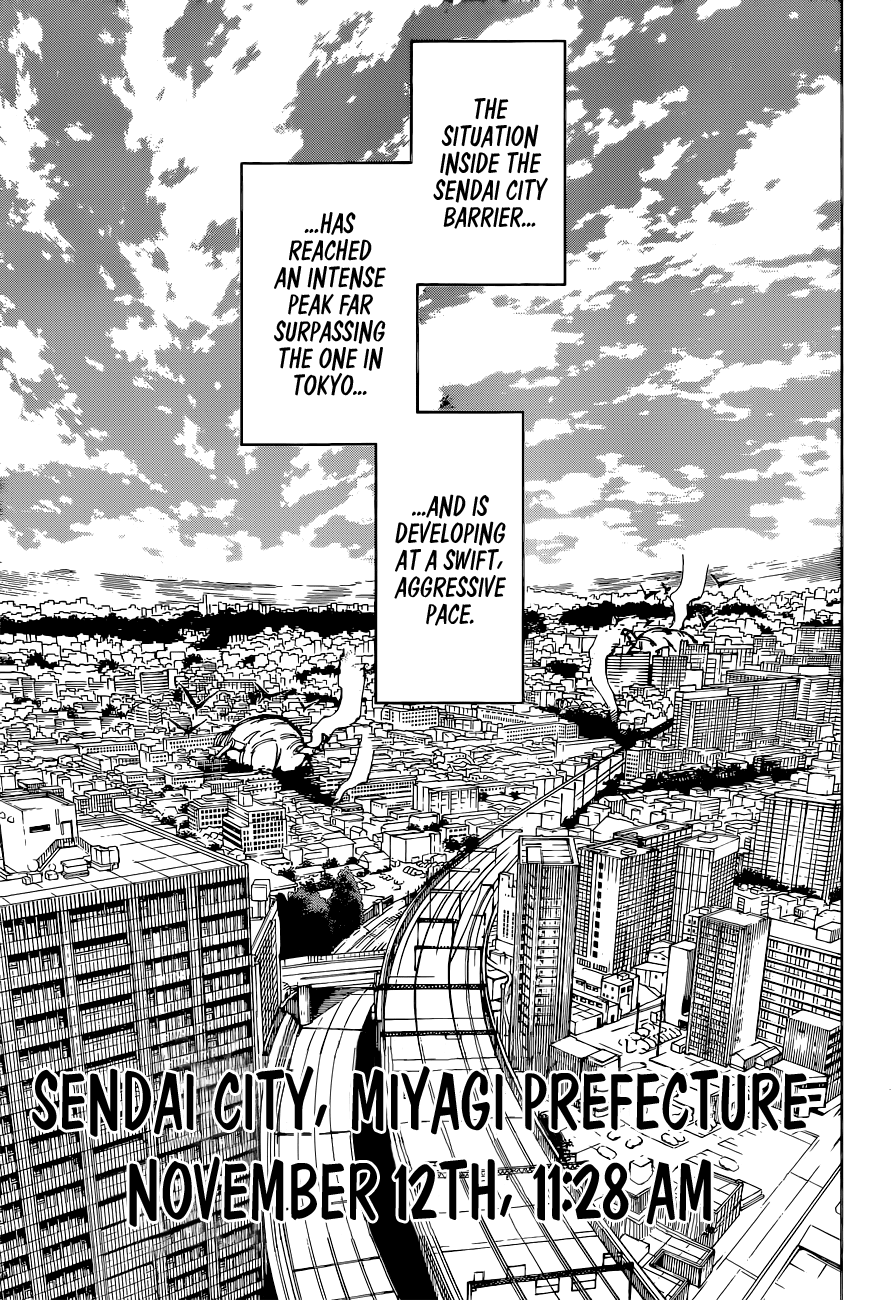 THE
SITUATION
INSIDE THE
SENDAI CITY
BARRIER...
...HAS
REACHED
AN INTENSE
PEAK FAR
SURPASSING
THE ONE IN
TOKYO...
...AND IS
DEVELOPING
AT A SWIFT,
AGGRESSIVE
PACE.
SENDAI CITY, MIYAGI PREFECTURE
NOVEMBER 12TH, 11:28 AM